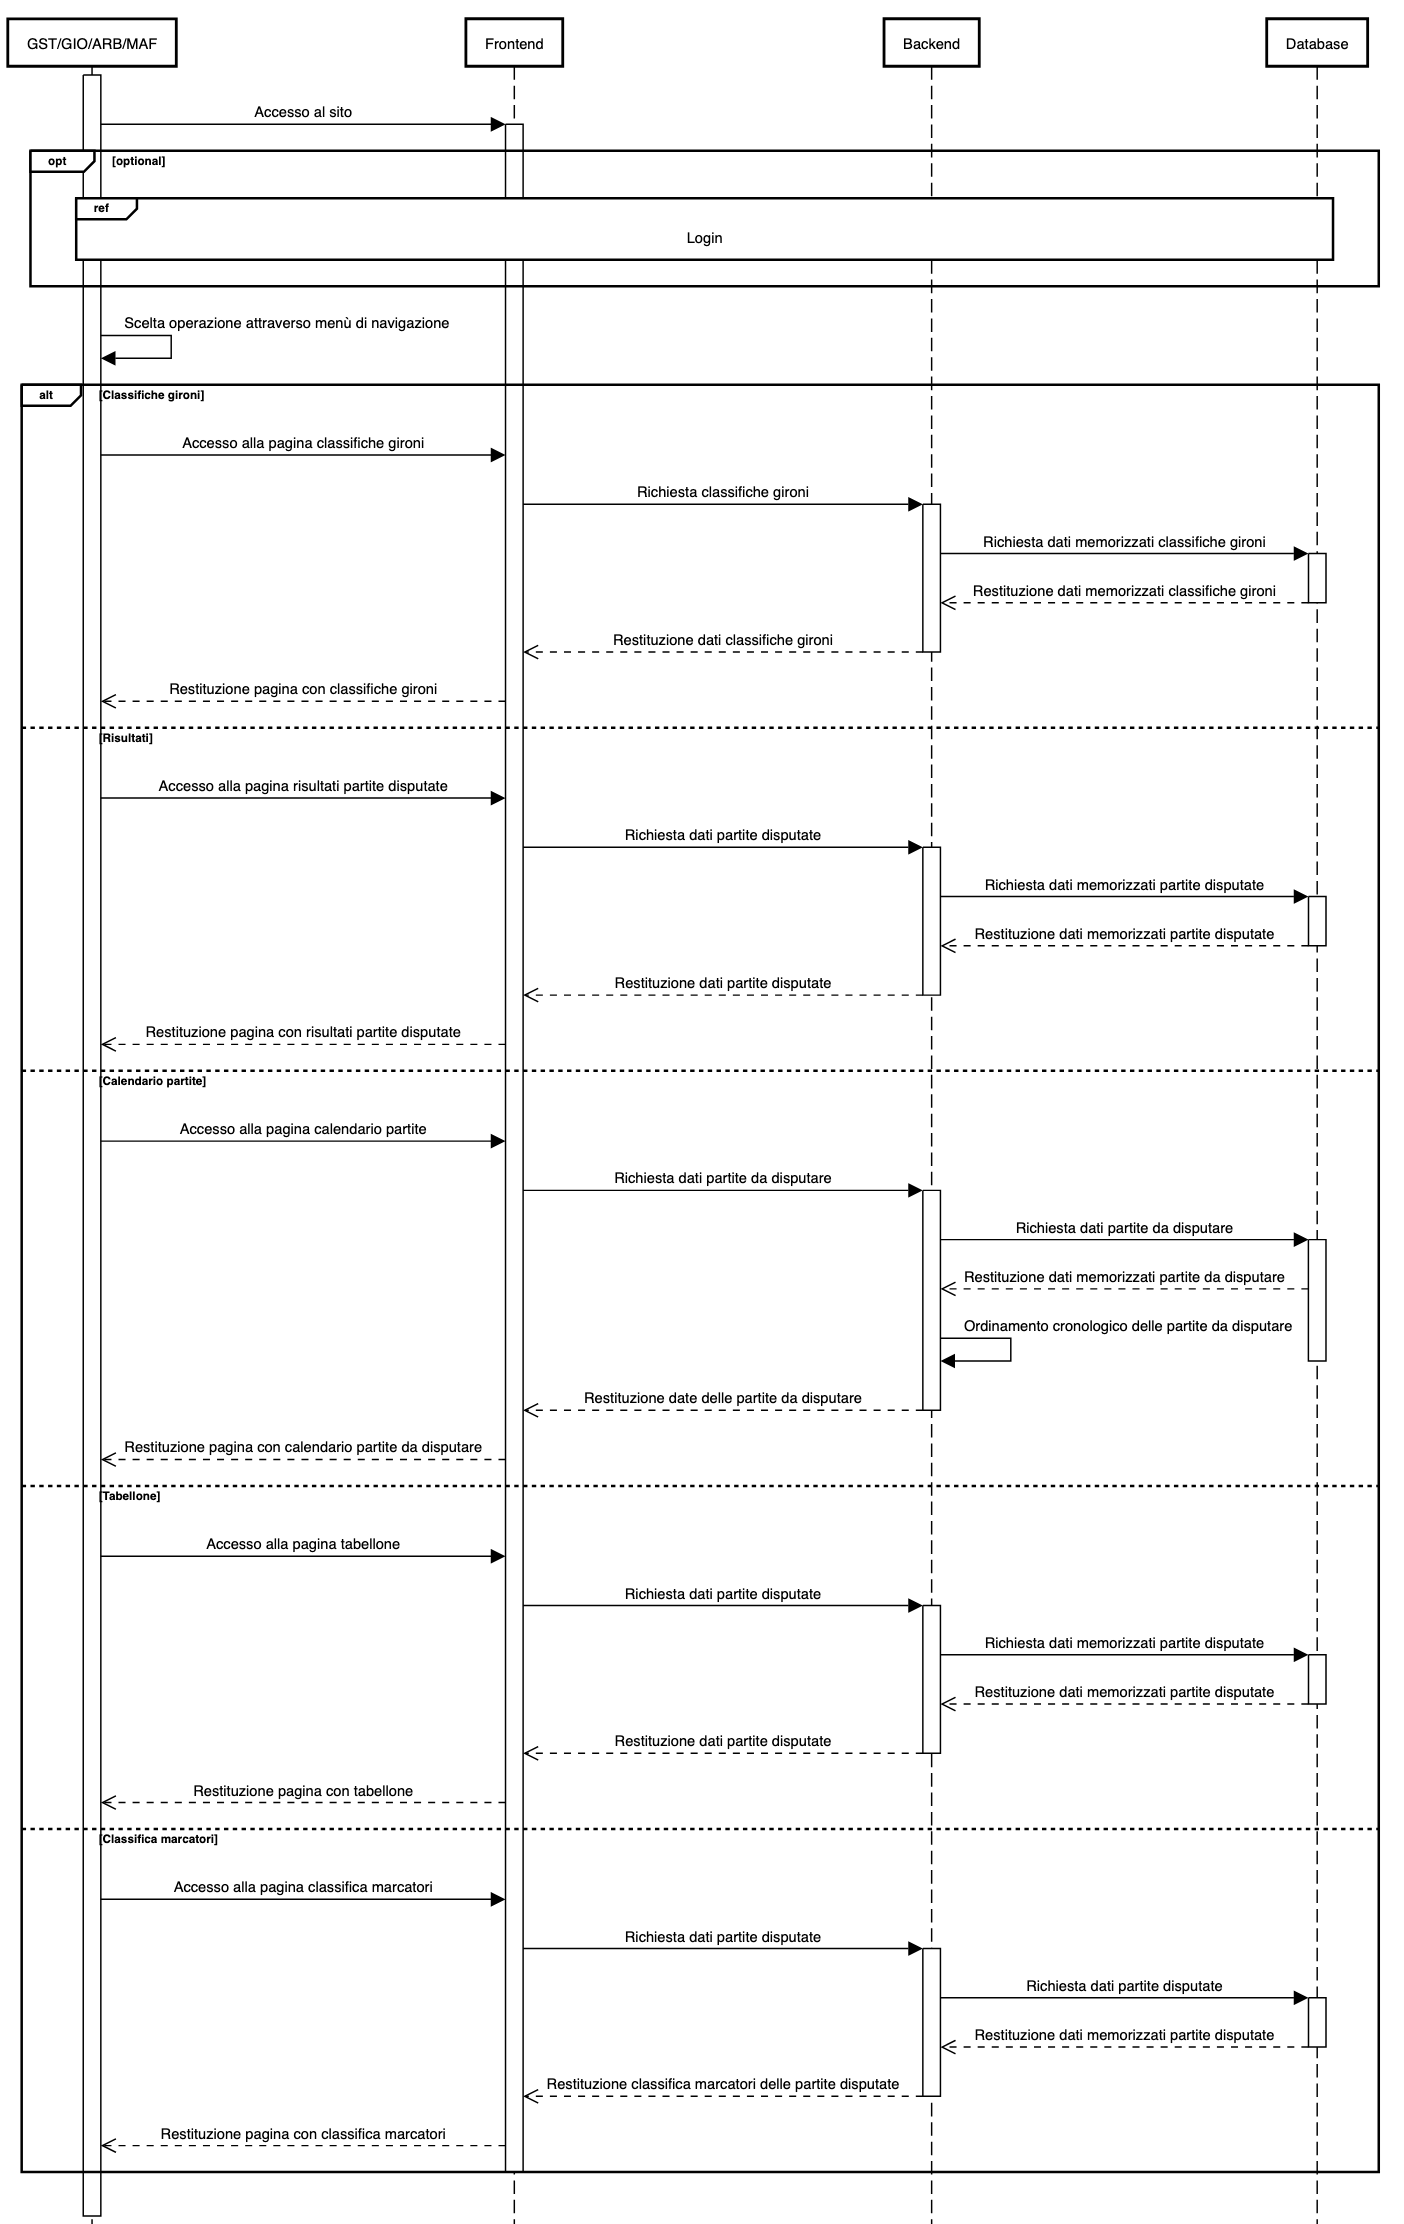 GST/GIO/ARB/MAF
Frontend
Backend
Database
Accesso al sito
opt
[optional]
ref
Login
Scelta operazione attraverso menù di navigazione
alt
[Classifiche gironi]
Accesso alla pagina classifiche gironi
Richiesta classifiche gironi
Richiesta dati memorizzati classifiche gironi
Restituzione dati memorizzati classifiche gironi
Restituzione dati classifiche gironi
Restituzione pagina con classifiche gironi
[Risultati]
Accesso alla pagina risultati partite disputate
Richiesta dati partite disputate
Richiesta dati memorizzati partite disputate
Restituzione dati memorizzati partite disputate
Restituzione dati partite disputate
Restituzione pagina con risultati partite disputate
[Calendario partite]
Accesso alla pagina calendario partite
Richiesta dati partite da disputare
Richiesta dati partite da disputare
Restituzione dati memorizzati partite da disputare
Ordinamento cronologico delle partite da disputare
Restituzione date delle partite da disputare
Restituzione pagina con calendario partite da disputare
[Tabellone]
Accesso alla pagina tabellone
Richiesta dati partite disputate
Richiesta dati memorizzati partite disputate
Restituzione dati memorizzati partite disputate
Restituzione dati partite disputate
Restituzione pagina con tabellone
[Classifica marcatori]
Accesso alla pagina classifica marcatori
Richiesta dati partite disputate
Richiesta dati partite disputate
Restituzione dati memorizzati partite disputate
Restituzione classifica marcatori delle partite disputate
Restituzione pagina con classifica marcatori